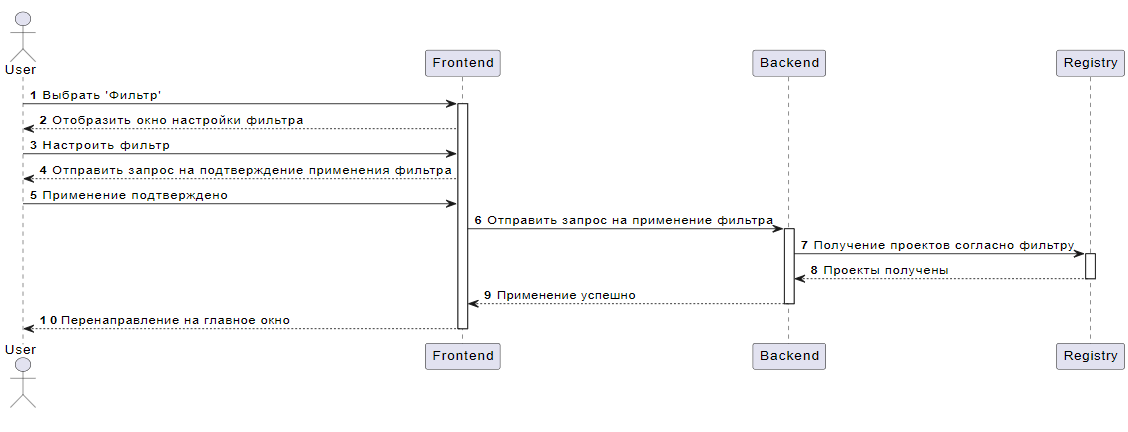 User
Frontend
Backend
Registry
1 Выбрать 'Фильтр'
2 Отобразить окно настройки фильтра
3 Настроить фильтр
4 Отправить запрос на подтверждение применения фильтра
5 Применение подтверждено
6 Отправить запрос на применение фильтра
7 Получение проектов согласно фильтру
8 Проекты получены
9 Применение успешно
10 Перенаправление на главное окно
User
Frontend
Backend
Registry